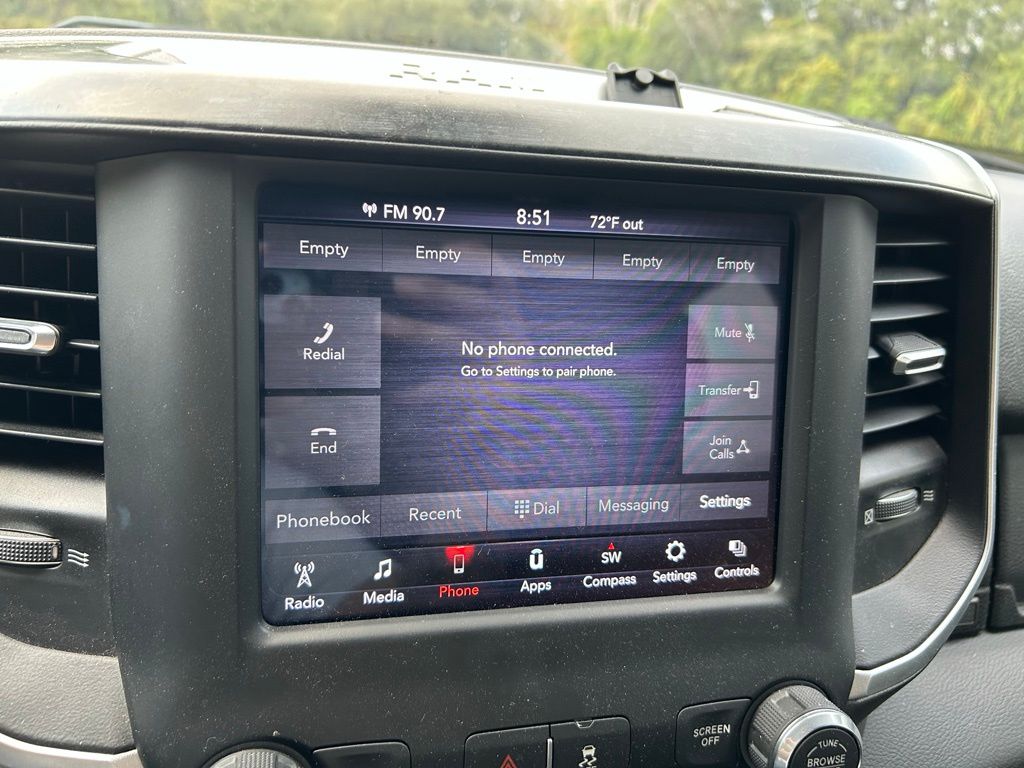 RAM
FM 90.7 8:51 72°F out
Empty Empty Empty Empty Empty
Redial
End
No phone connected.
Go to Settings to pair phone.
Mute
Transfer
Join
Calls
Phonebook Recent Dial Messaging Settings
SW
Radio Media Phone Apps Compass Settings Controls
SCREEN
OFF
TUNE
BROWSE